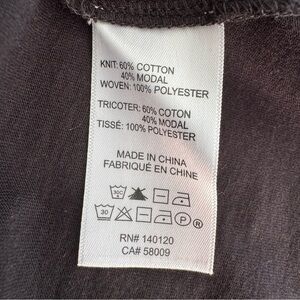 KNIT: 60% COTTON
40% MODAL
WOVEN: 100% POLYESTER
TRICOTER: 60% COTON
40% MODAL
TISSÉ: 100% POLYESTER
MADE IN CHINA
FABRIQUÉ EN CHINE
30C
30 P ®
RN# 140120
CA# 58009